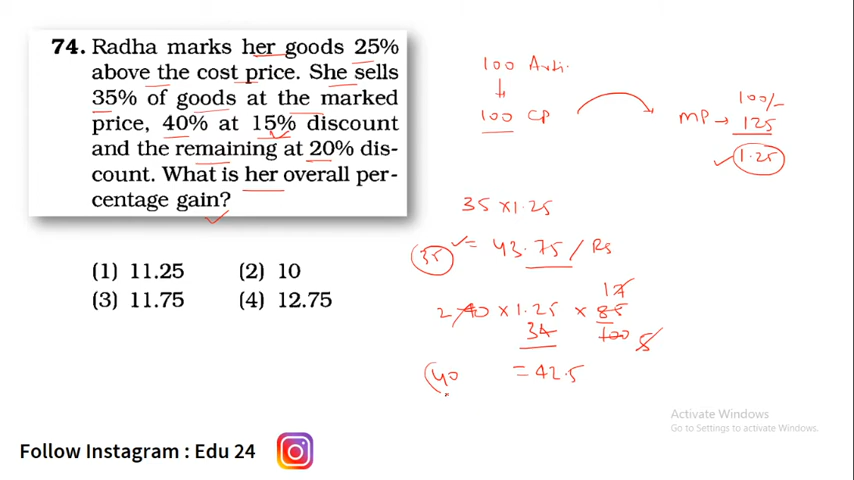 74. Radha marks her goods 25%
above the cost price. She sells
35% of goods at the marked
price, 40% at 15% discount
and the remaining at 20% dis-
count. What is her overall per-
centage gain?
(1) 11.25 (2) 10
(3) 11.75 (4) 12.75
100 Arti.
100 CP
MP → 100/-
125
1.25
35 x 1.25
35 = 43.75 / Rs
2 40 x 1.25 x 85
34
100 5
17
40 = 42.5
Activate Windows
Go to Settings to activate Windows.
Follow Instagram : Edu 24